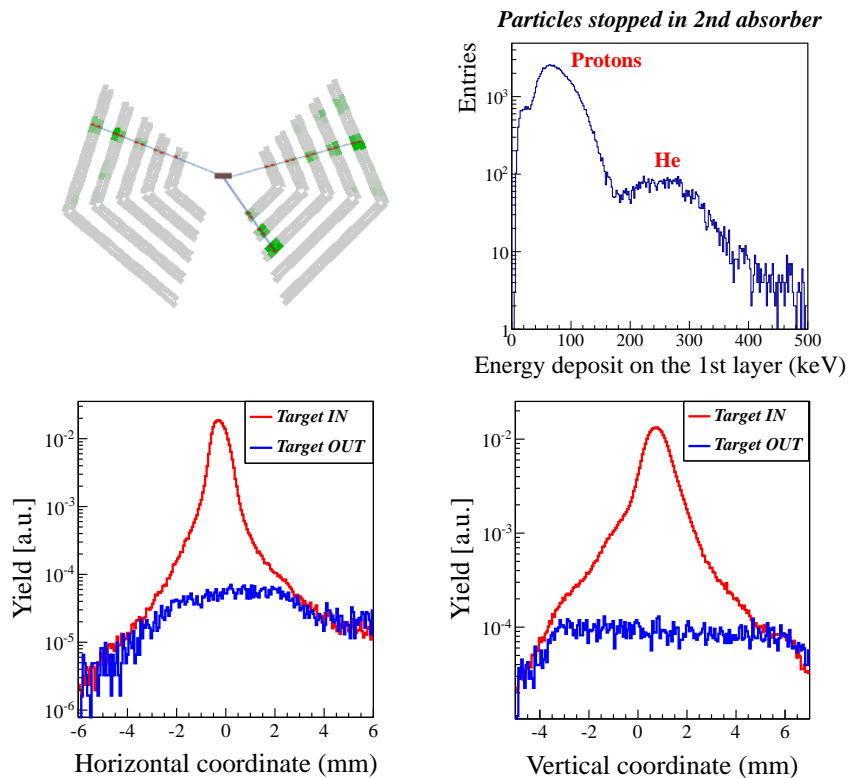 Particles stopped in 2nd absorber
Entries
10³
10²
10
1
Protons
He
0 100 200 300 400 500
Energy deposit on the 1st layer (keV)
Yield [a.u.]
10⁻²
10⁻³
10⁻⁴
10⁻⁵
10⁻⁶
Target IN
Target OUT
-6 -4 -2 0 2 4 6
Horizontal coordinate (mm)
Yield [a.u.]
10⁻²
10⁻³
10⁻⁴
Target IN
Target OUT
-4 -2 0 2 4 6
Vertical coordinate (mm)